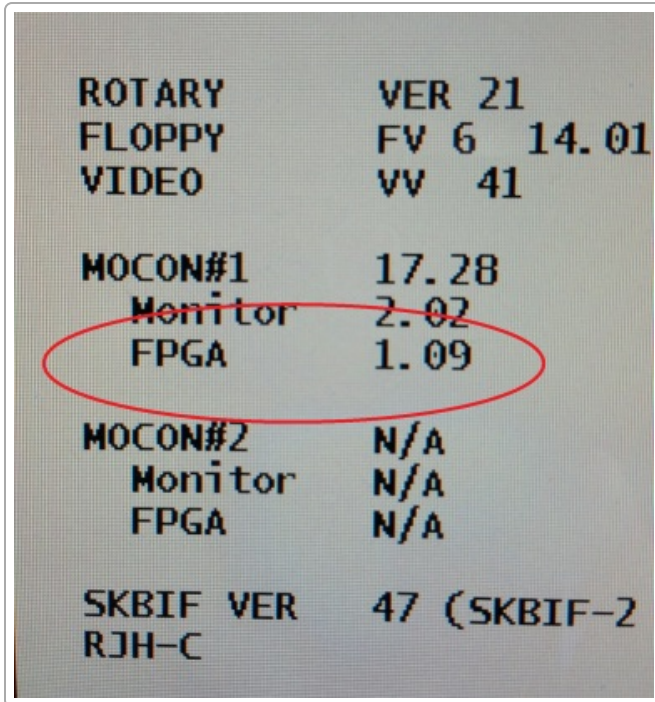 ROTARY VER 21
FLOPPY FV 6 14.01
VIDEO VV 41
MOCON#1 17.28
Monitor 2.02
FPGA 1.09
MOCON#2 N/A
Monitor N/A
FPGA N/A
SKBIF VER 47 (SKBIF-2
RJH-C